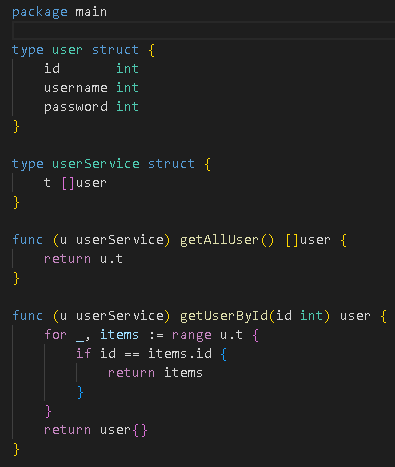 package main
type user struct {
    id       int
    username int
    password int
}
type userService struct {
    t []user
}
func (u userService) getAllUser() []user {
    return u.t
}
func (u userService) getUserById(id int) user {
    for _, items := range u.t {
        if id == items.id {
            return items
        }
    }
    return user{}
}